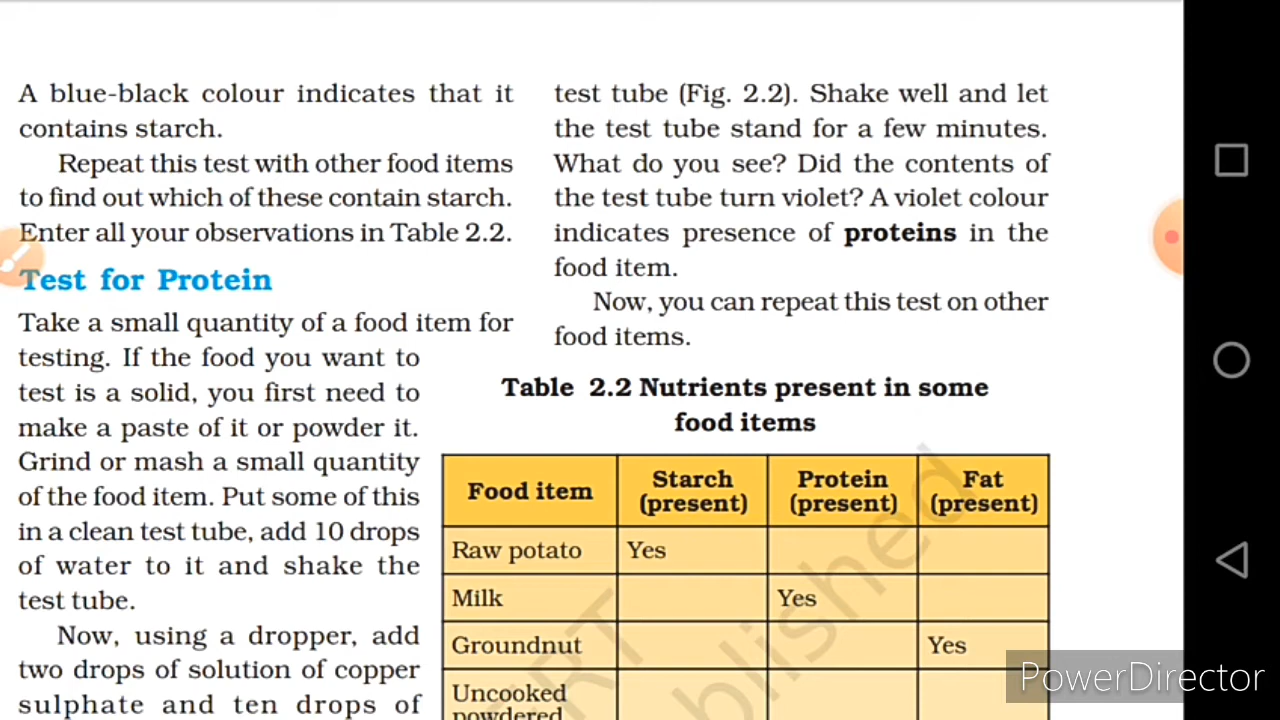 A blue-black colour indicates that it
contains starch.
Repeat this test with other food items
to find out which of these contain starch.
Enter all your observations in Table 2.2.
Test for Protein
Take a small quantity of a food item for
testing. If the food you want to
test is a solid, you first need to
make a paste of it or powder it.
Grind or mash a small quantity
of the food item. Put some of this
in a clean test tube, add 10 drops
of water to it and shake the
test tube.
Now, using a dropper, add
two drops of solution of copper
sulphate and ten drops of
test tube (Fig. 2.2). Shake well and let
the test tube stand for a few minutes.
What do you see? Did the contents of
the test tube turn violet? A violet colour
indicates presence of proteins in the
food item.
Now, you can repeat this test on other
food items.
Table 2.2 Nutrients present in some
food items
Food item Starch (present) Protein (present) Fat (present)
Raw potato Yes
Milk Yes
Groundnut Yes
Uncooked
powdered
PowerDirector